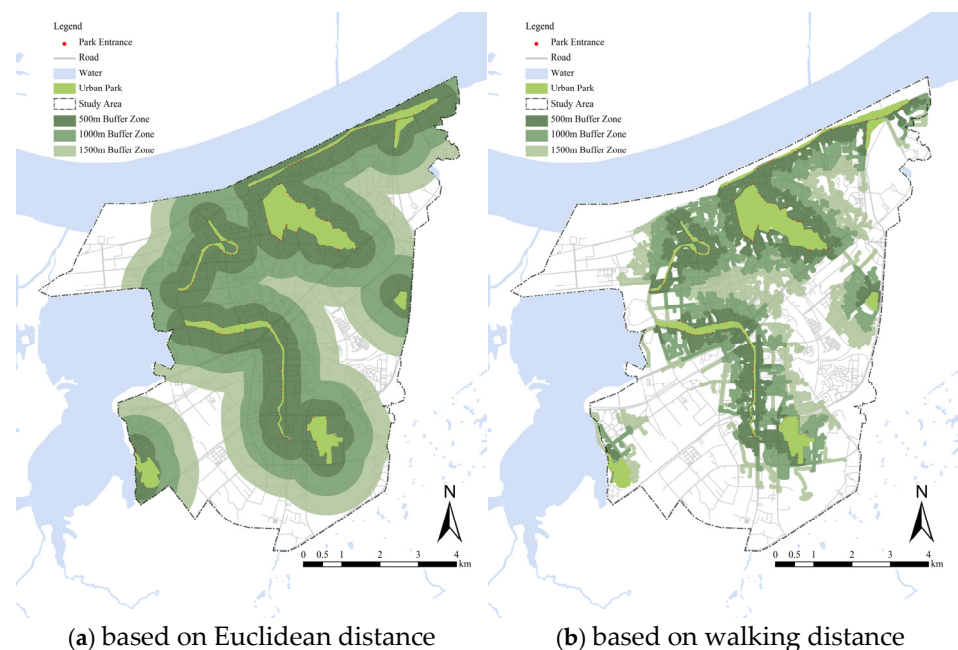 Legend
Park Entrance
Road
Water
Urban Park
Study Area
500m Buffer Zone
1000m Buffer Zone
1500m Buffer Zone
N
0 0.5 1 2 3 4
km
(a) based on Euclidean distance
Legend
Park Entrance
Road
Water
Urban Park
Study Area
500m Buffer Zone
1000m Buffer Zone
1500m Buffer Zone
N
0 0.5 1 2 3 4
km
(b) based on walking distance